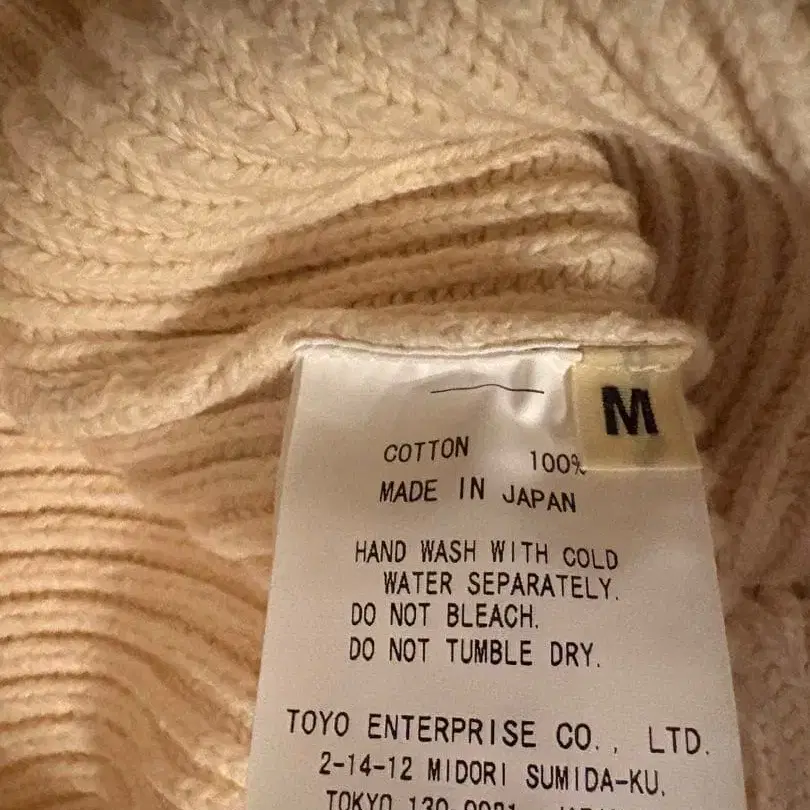 M
COTTON 100%
MADE IN JAPAN
HAND WASH WITH COLD
WATER SEPARATELY.
DO NOT BLEACH.
DO NOT TUMBLE DRY.
TOYO ENTERPRISE CO., LTD.
2-14-12 MIDORI SUMIDA-KU,
TOKYO